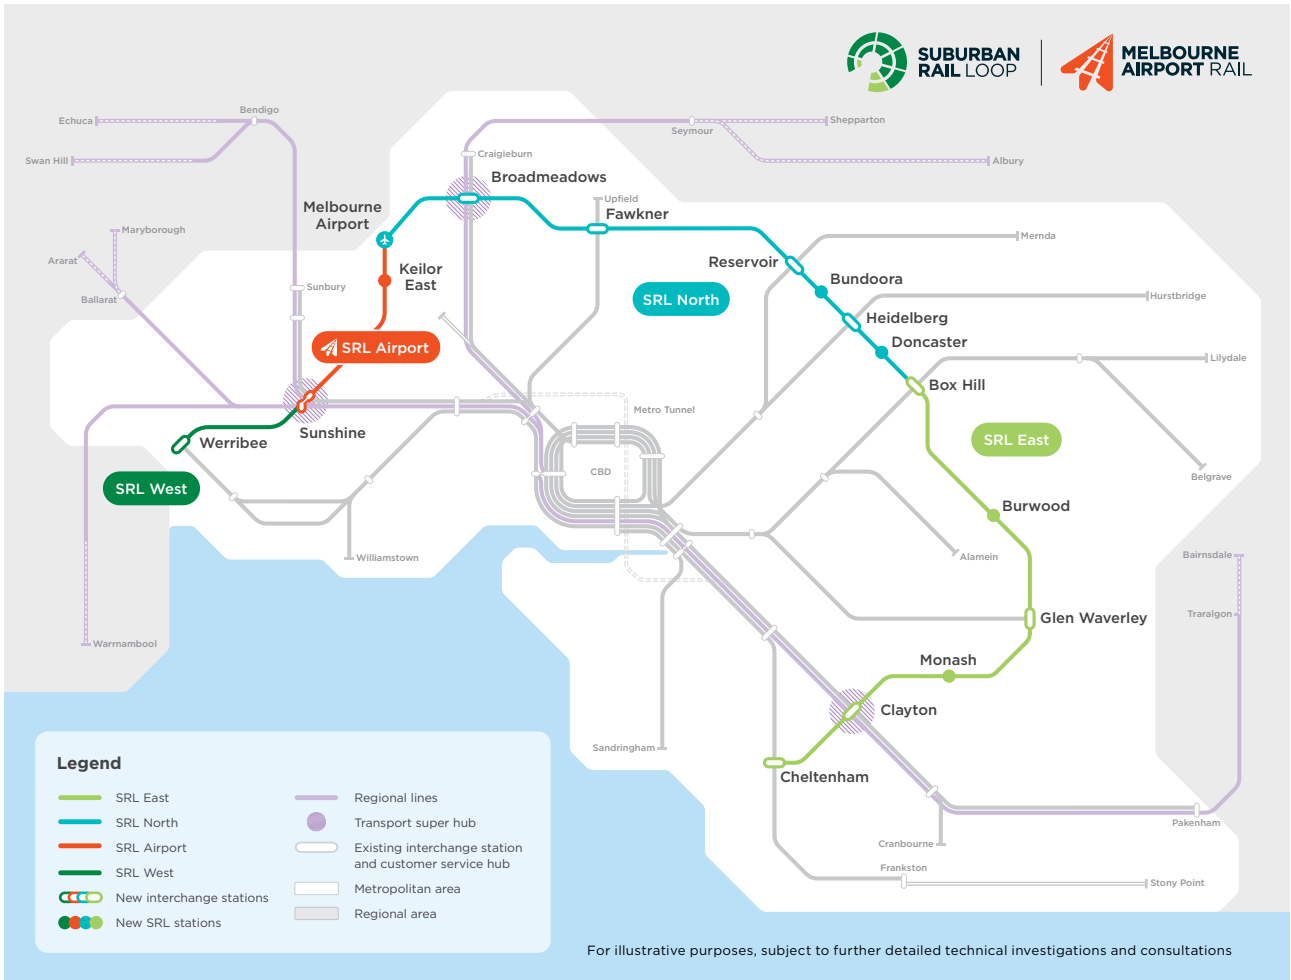 SUBURBAN
RAIL LOOP
MELBOURNE
AIRPORT RAIL
Echuca
Bendigo
Swan Hill
Seymour
Shepparton
Albury
Craigieburn
Broadmeadows
Melbourne
Airport
Upfield
Fawkner
Maryborough
Ararat
Ballarat
Sunbury
Keilor
East
Reservoir
Mernda
Bundoora
SRL North
Hurstbridge
Heidelberg
Doncaster
SRL Airport
Lilydale
Box Hill
Metro Tunnel
Sunshine
Werribee
SRL East
CBD
Belgrave
SRL West
Burwood
Williamstown
Alamein
Bairnsdale
Traralgon
Glen Waverley
Warrnambool
Monash
Clayton
Sandringham
Cheltenham
Pakenham
Cranbourne
Frankston
Stony Point
Legend
SRL East
SRL North
SRL Airport
SRL West
New interchange stations
New SRL stations
Regional lines
Transport super hub
Existing interchange station
and customer service hub
Metropolitan area
Regional area
For illustrative purposes, subject to further detailed technical investigations and consultations